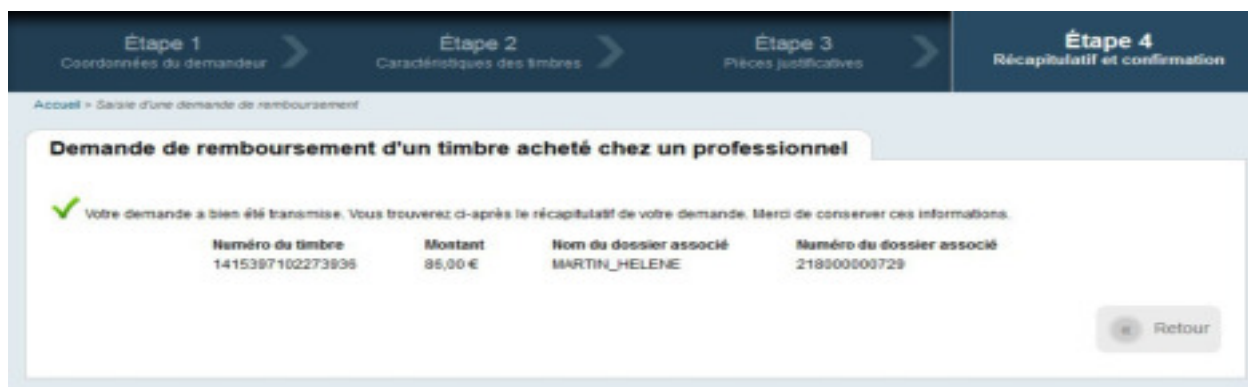 Étape 1
Coordonnées du demandeur
Étape 2
Caractéristiques des timbres
Étape 3
Pièces justificatives
Étape 4
Récapitulatif et confirmation
Accueil » Saisie d'une demande de remboursement
Demande de remboursement d'un timbre acheté chez un professionnel
Votre demande a bien été transmise. Vous trouverez ci-après le récapitulatif de votre demande. Merci de conserver ces informations.
Numéro du timbre Montant Nom du dossier associé Numéro du dossier associé
1415397102273936 86,00 € MARTIN_HELENE 218000000729
« Retour